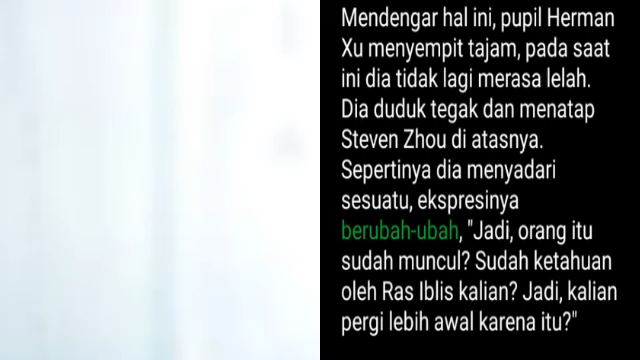 Mendengar hal ini, pupil Herman
Xu menyempit tajam, pada saat
ini dia tidak lagi merasa lelah.
Dia duduk tegak dan menatap
Steven Zhou di atasnya.
Sepertinya dia menyadari
sesuatu, ekspresinya
berubah-ubah, "Jadi, orang itu
sudah muncul? Sudah ketahuan
oleh Ras Iblis kalian? Jadi, kalian
pergi lebih awal karena itu?"